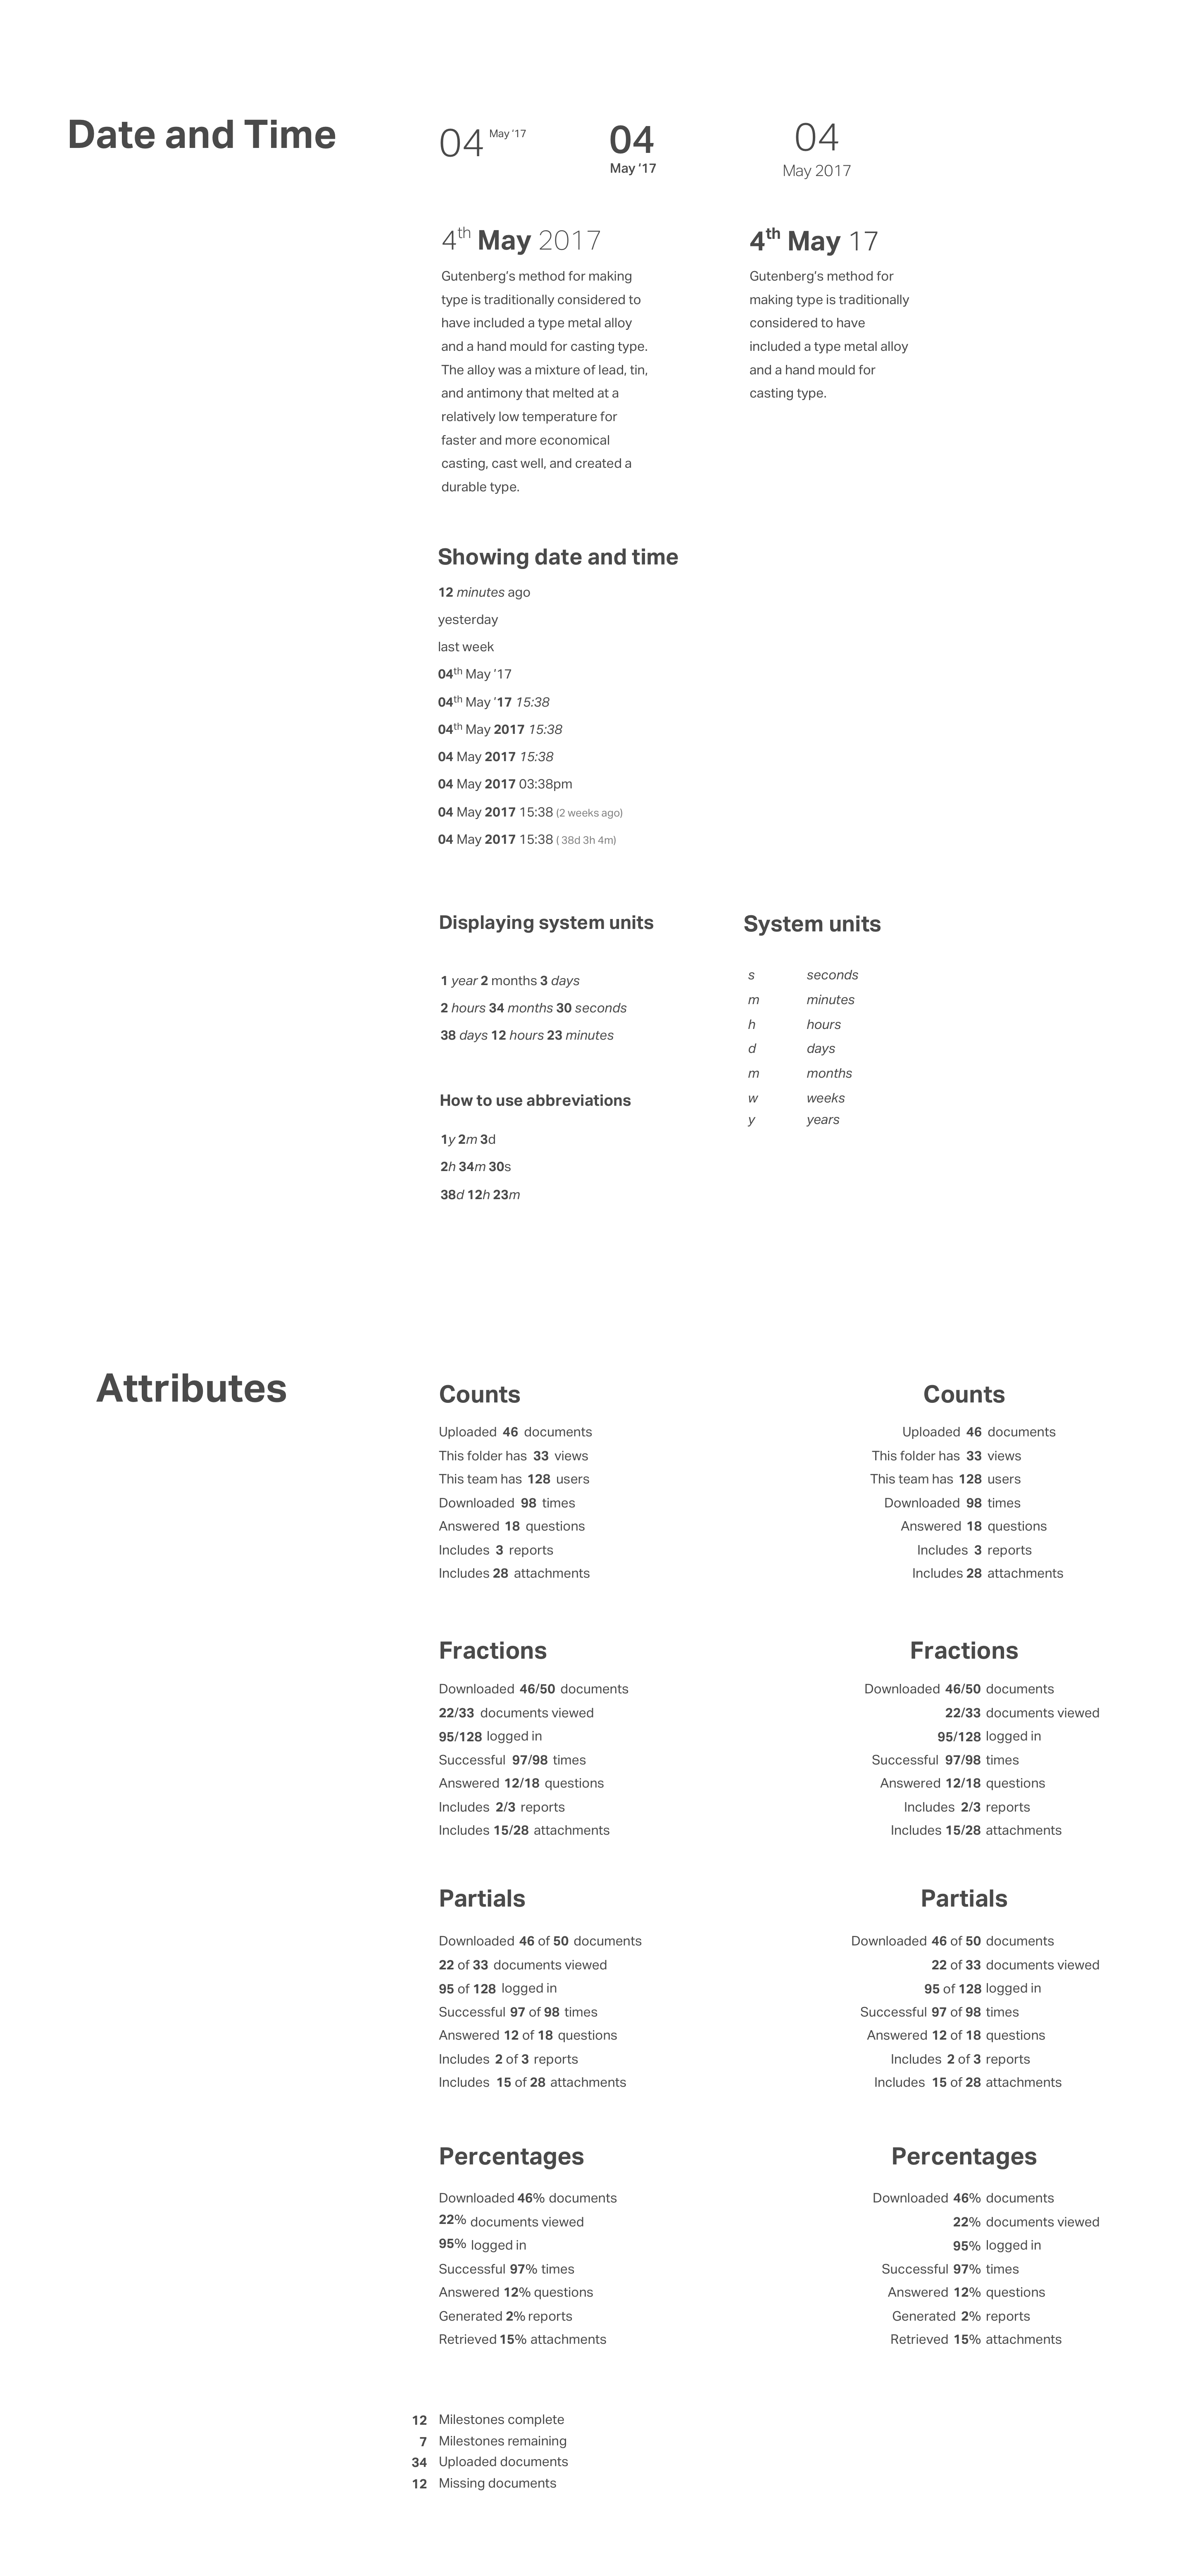 Date and Time
04 May ‘17
04
May ‘17
04
May 2017
4th May 2017
Gutenberg’s method for making
type is traditionally considered to
have included a type metal alloy
and a hand mould for casting type.
The alloy was a mixture of lead, tin,
and antimony that melted at a
relatively low temperature for
faster and more economical
casting, cast well, and created a
durable type.
4th May 17
Gutenberg’s method for
making type is traditionally
considered to have
included a type metal alloy
and a hand mould for
casting type.
Showing date and time
12 minutes ago
yesterday
last week
04th May ‘17
04th May ‘17 15:38
04th May 2017 15:38
04 May 2017 15:38
04 May 2017 03:38pm
04 May 2017 15:38 (2 weeks ago)
04 May 2017 15:38 ( 38d 3h 4m)
Displaying system units
1 year 2 months 3 days
2 hours 34 months 30 seconds
38 days 12 hours 23 minutes
How to use abbreviations
1y 2m 3d
2h 34m 30s
38d 12h 23m
System units
s seconds
m minutes
h hours
d days
m months
w weeks
y years
Attributes
Counts
Uploaded 46 documents
This folder has 33 views
This team has 128 users
Downloaded 98 times
Answered 18 questions
Includes 3 reports
Includes 28 attachments
Counts
Uploaded 46 documents
This folder has 33 views
This team has 128 users
Downloaded 98 times
Answered 18 questions
Includes 3 reports
Includes 28 attachments
Fractions
Downloaded 46/50 documents
22/33 documents viewed
95/128 logged in
Successful 97/98 times
Answered 12/18 questions
Includes 2/3 reports
Includes 15/28 attachments
Fractions
Downloaded 46/50 documents
22/33 documents viewed
95/128 logged in
Successful 97/98 times
Answered 12/18 questions
Includes 2/3 reports
Includes 15/28 attachments
Partials
Downloaded 46 of 50 documents
22 of 33 documents viewed
95 of 128 logged in
Successful 97 of 98 times
Answered 12 of 18 questions
Includes 2 of 3 reports
Includes 15 of 28 attachments
Partials
Downloaded 46 of 50 documents
22 of 33 documents viewed
95 of 128 logged in
Successful 97 of 98 times
Answered 12 of 18 questions
Includes 2 of 3 reports
Includes 15 of 28 attachments
Percentages
Downloaded 46% documents
22% documents viewed
95% logged in
Successful 97% times
Answered 12% questions
Generated 2% reports
Retrieved 15% attachments
Percentages
Downloaded 46% documents
22% documents viewed
95% logged in
Successful 97% times
Answered 12% questions
Generated 2% reports
Retrieved 15% attachments
12 Milestones complete
7 Milestones remaining
34 Uploaded documents
12 Missing documents